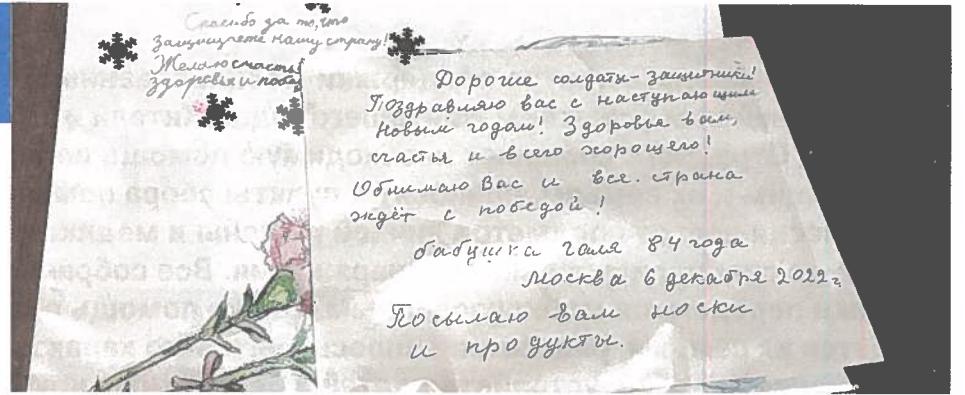 Спасибо за то, что
защищаете нашу страну!
Желаю счастья
здоровья и побед
Дорогие солдаты-защитники!
Поздравляю вас с наступающим
Новым годом! Здоровья вам,
счастья и всего хорошего!
Обнимаю Вас и вся страна
ждёт с победой!
бабушка Галя 84 года
Москва 6 декабря 2022г.
Посылаю вам носки
и продукты.